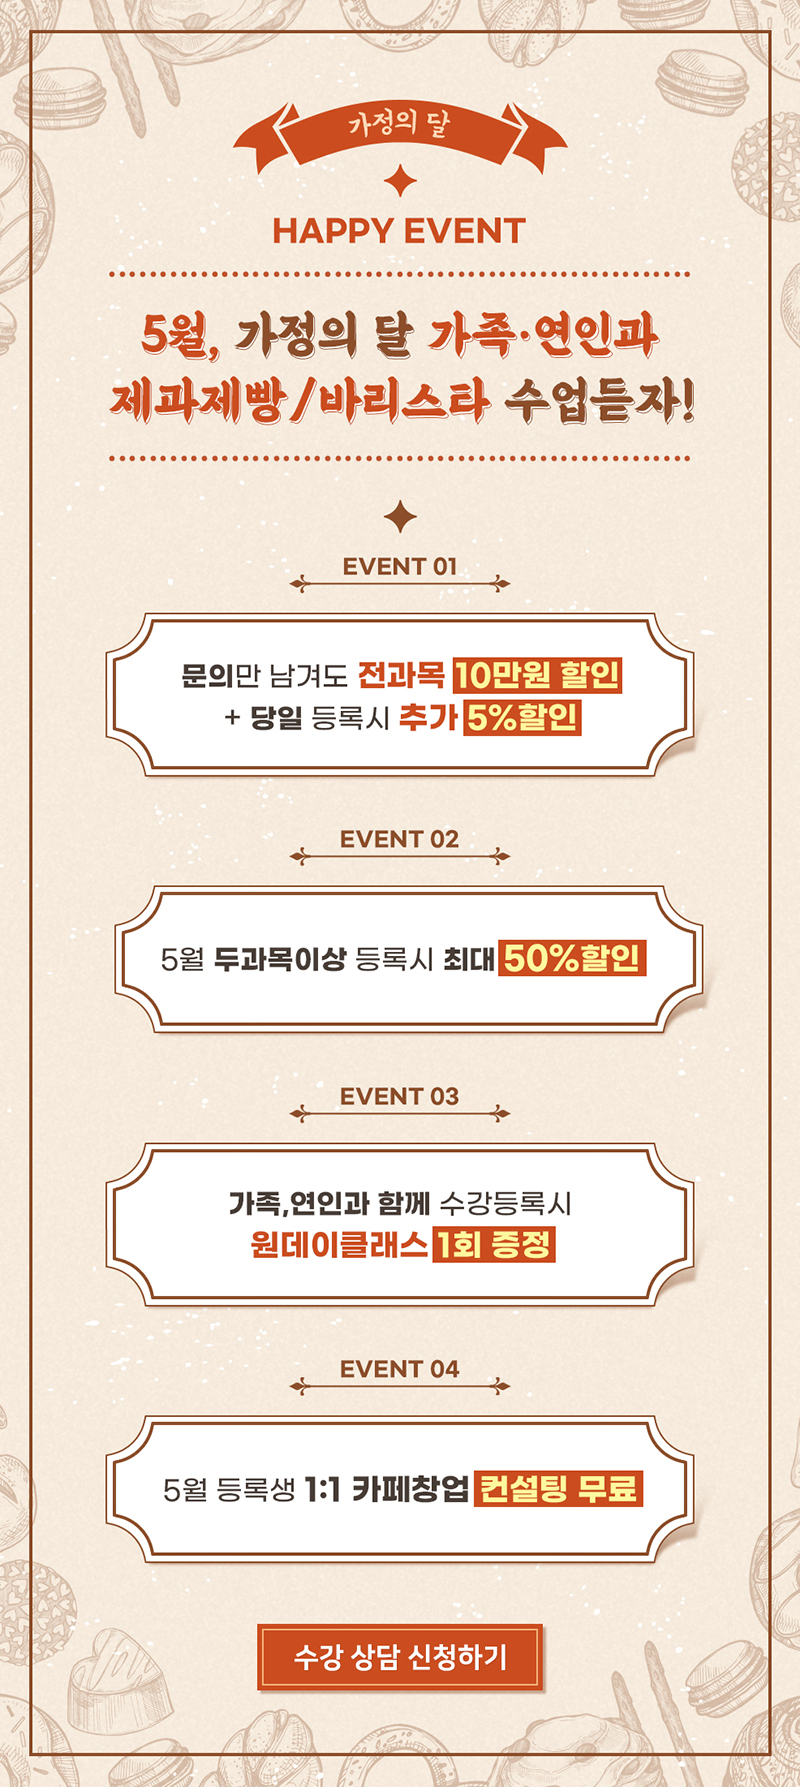 가정의 달
HAPPY EVENT
5월, 가정의 달 가족·연인과
제과제빵/바리스타 수업듣자!
EVENT 01
문의만 남겨도 전과목 10만원 할인
+ 당일 등록시 추가 5%할인
EVENT 02
5월 두과목이상 등록시 최대 50%할인
EVENT 03
가족,연인과 함께 수강등록시
원데이클래스 1회 증정
EVENT 04
5월 등록생 1:1 카페창업 컨설팅 무료
수강 상담 신청하기